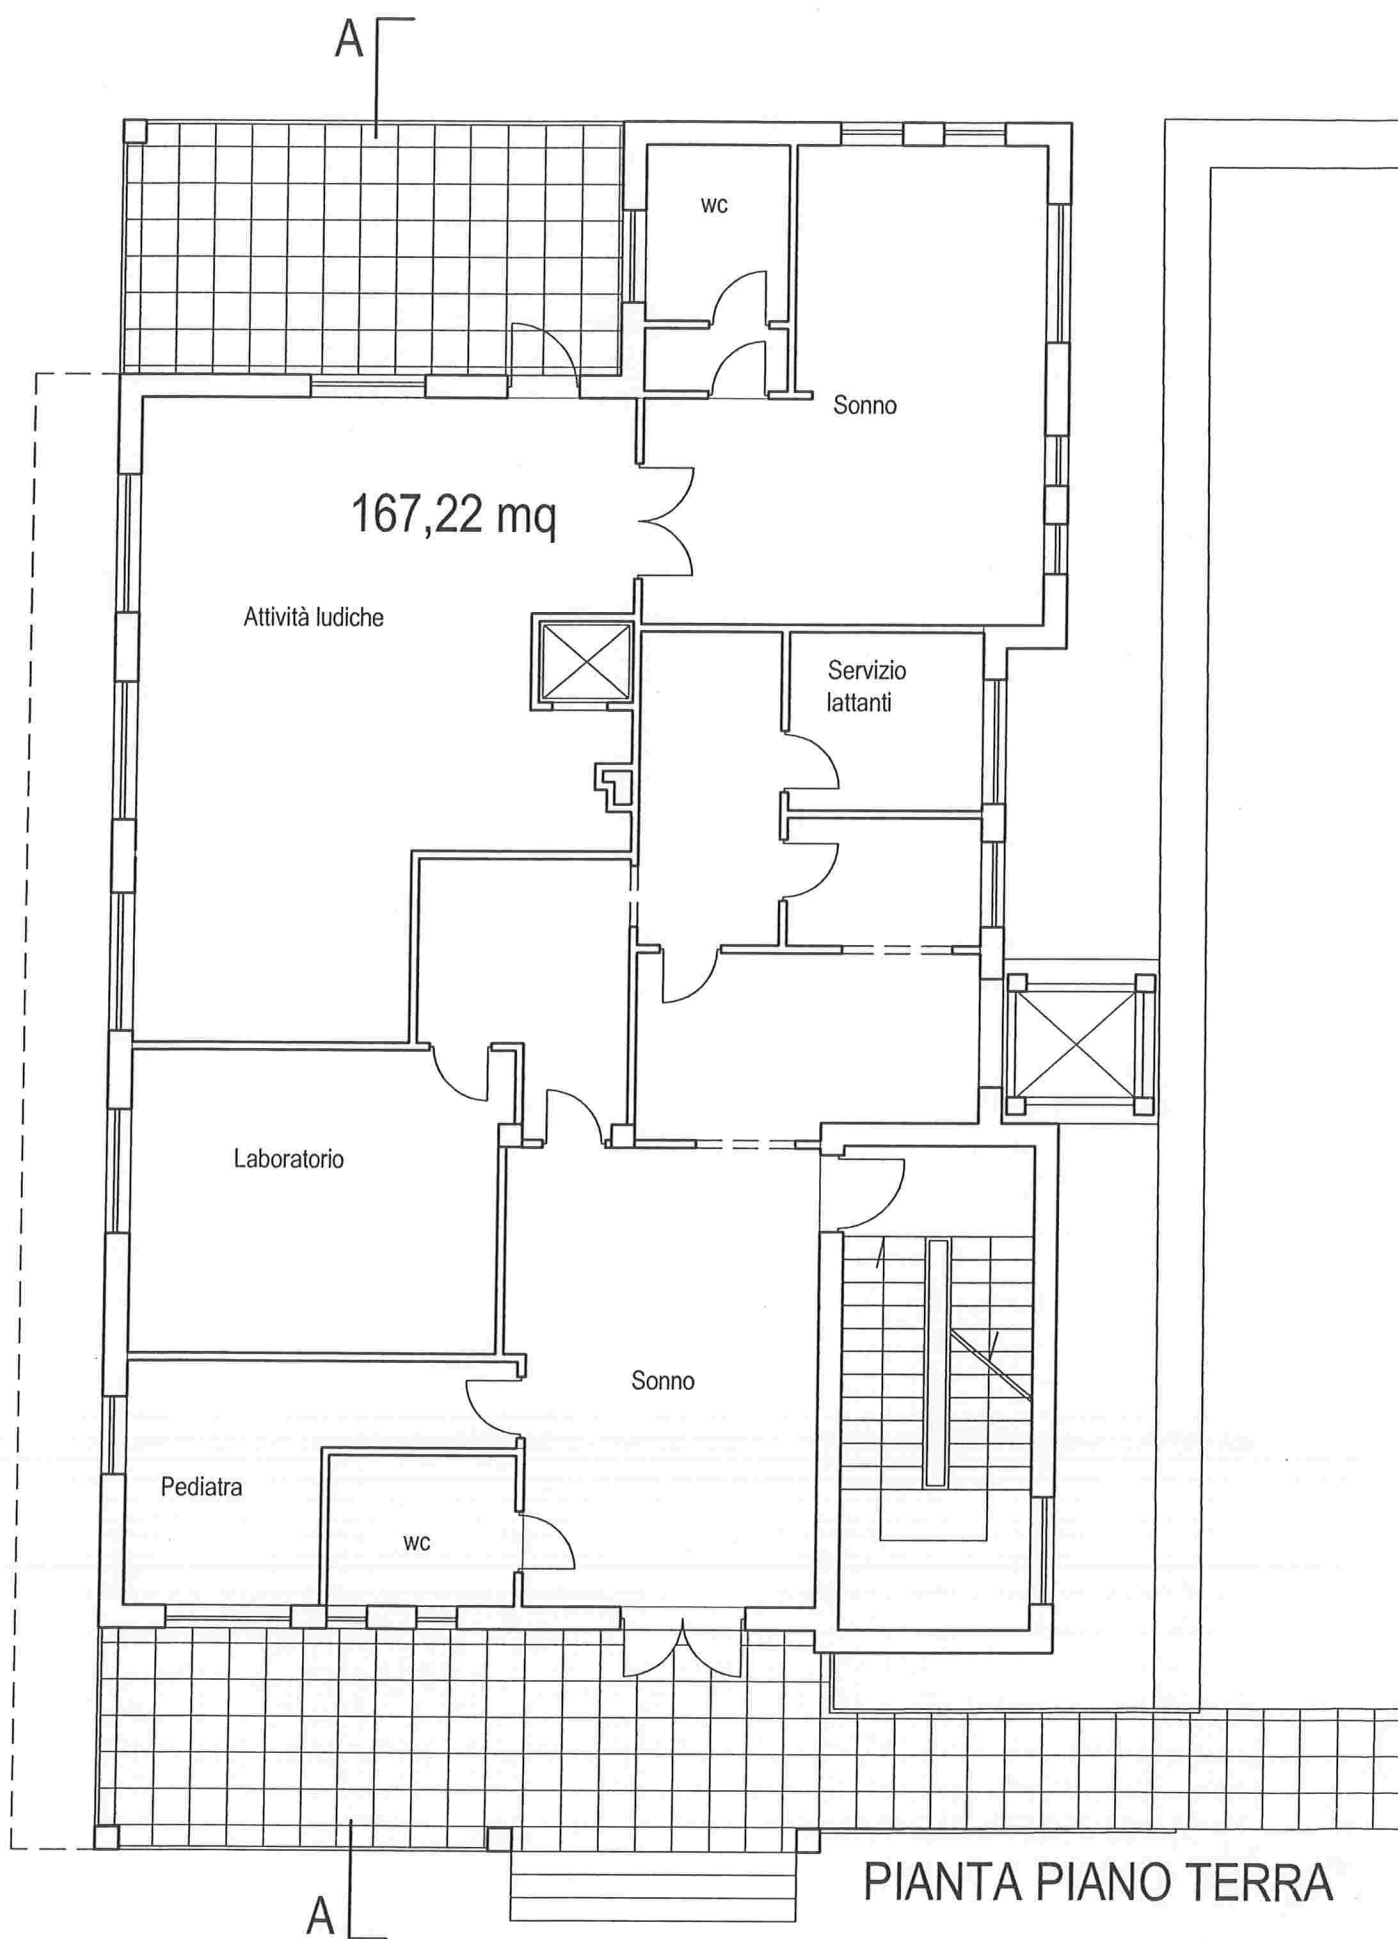 A
wc
Sonno
167,22 mq
Attività ludiche
Servizio
lattanti
Laboratorio
Sonno
Pediatra
wc
PIANTA PIANO TERRA
A